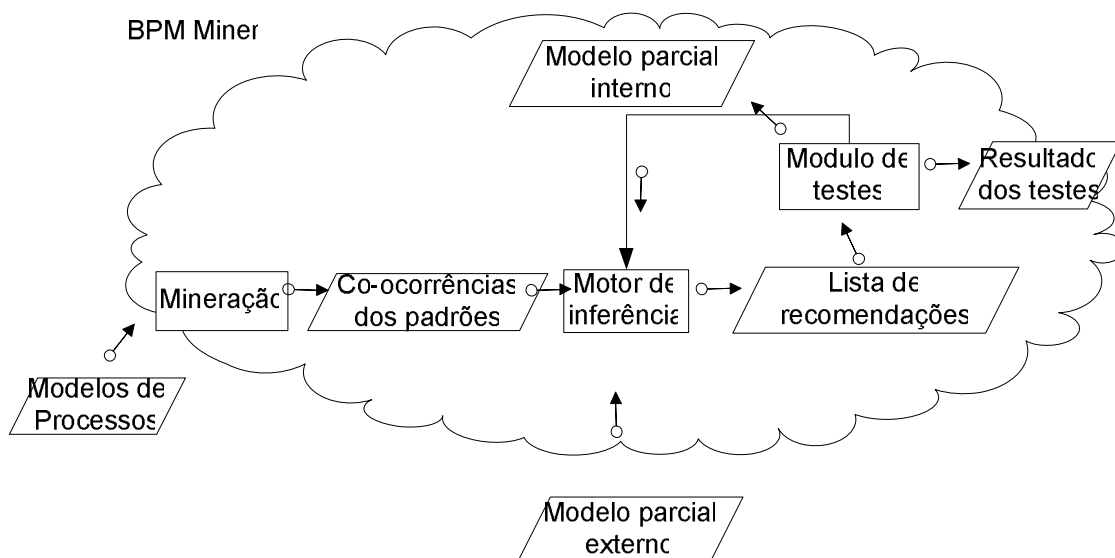 BPM Miner
Modelo parcial
interno
Modulo de
testes
Resultado
dos testes
Mineração
Co-ocorrências
dos padrões
Motor de
inferência
Lista de
recomendações
Modelos de
Processos
Modelo parcial
externo